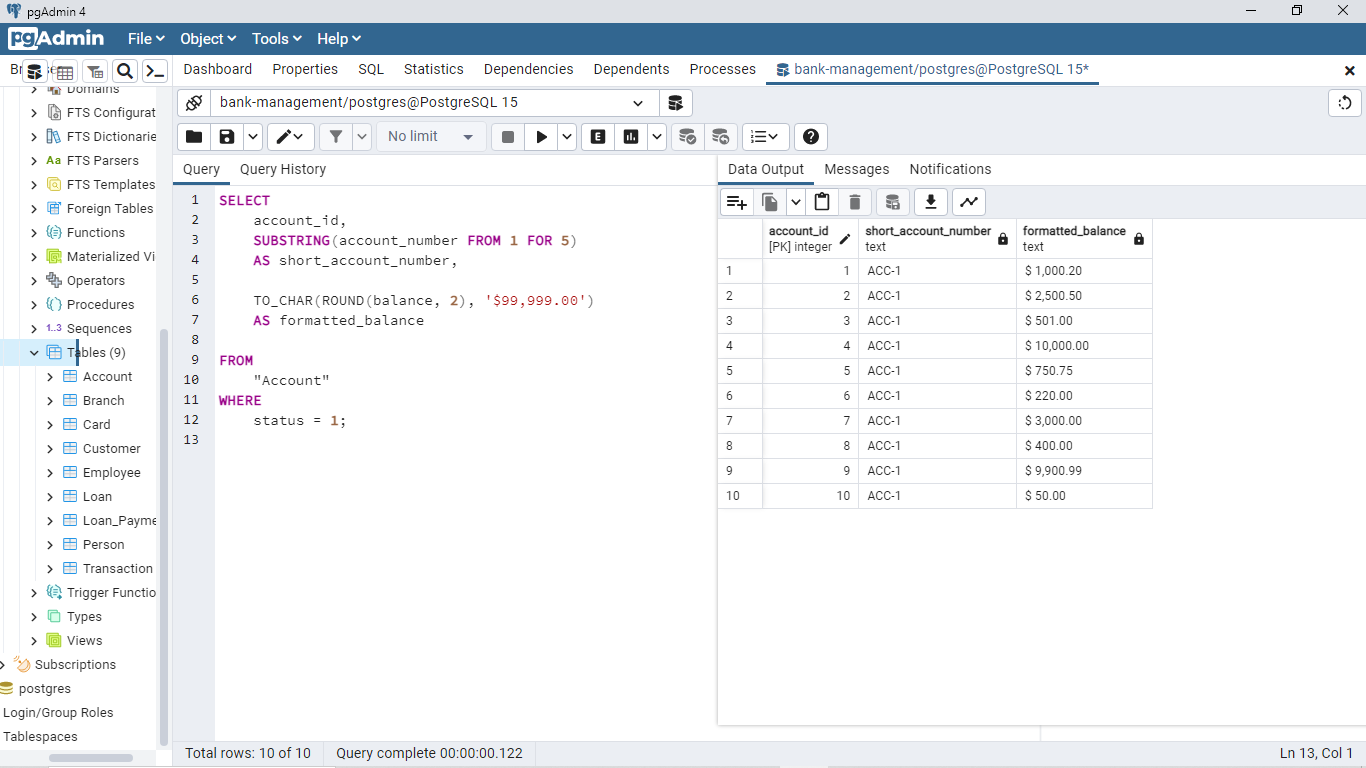 pgAdmin 4
pgAdmin File Object Tools Help
Dashboard Properties SQL Statistics Dependencies Dependents Processes bank-management/postgres@PostgreSQL 15*
bank-management/postgres@PostgreSQL 15
No limit
E
Domains
FTS Configurat
FTS Dictionarie
Aa FTS Parsers
FTS Templates
Foreign Tables
Functions
Materialized Vi
Operators
Procedures
1..3 Sequences
Tables (9)
Account
Branch
Card
Customer
Employee
Loan
Loan_Payme
Person
Transaction
Trigger Functio
Types
Views
Subscriptions
postgres
Login/Group Roles
Tablespaces
Query Query History
1 SELECT
2 account_id,
3 SUBSTRING(account_number FROM 1 FOR 5)
4 AS short_account_number,
5
6 TO_CHAR(ROUND(balance, 2), '$99,999.00')
7 AS formatted_balance
8
9 FROM
10 "Account"
11 WHERE
12 status = 1;
13
Data Output Messages Notifications
account_id short_account_number formatted_balance
[PK] integer text text
1 1 ACC-1 $ 1,000.20
2 2 ACC-1 $ 2,500.50
3 3 ACC-1 $ 501.00
4 4 ACC-1 $ 10,000.00
5 5 ACC-1 $ 750.75
6 6 ACC-1 $ 220.00
7 7 ACC-1 $ 3,000.00
8 8 ACC-1 $ 400.00
9 9 ACC-1 $ 9,900.99
10 10 ACC-1 $ 50.00
Total rows: 10 of 10 Query complete 00:00:00.122 Ln 13, Col 1